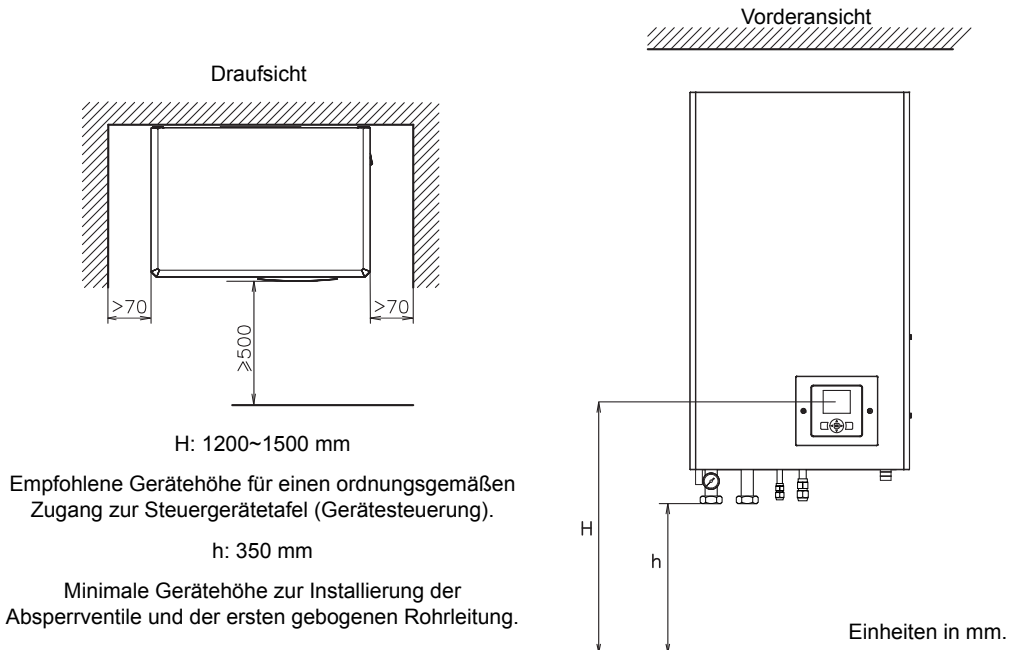 Draufsicht
>70
>70
≥500
H: 1200~1500 mm
Empfohlene Gerätehöhe für einen ordnungsgemäßen
Zugang zur Steuergerätetafel (Gerätesteuerung).
h: 350 mm
Minimale Gerätehöhe zur Installierung der
Absperrventile und der ersten gebogenen Rohrleitung.
Vorderansicht
H
h
Einheiten in mm.